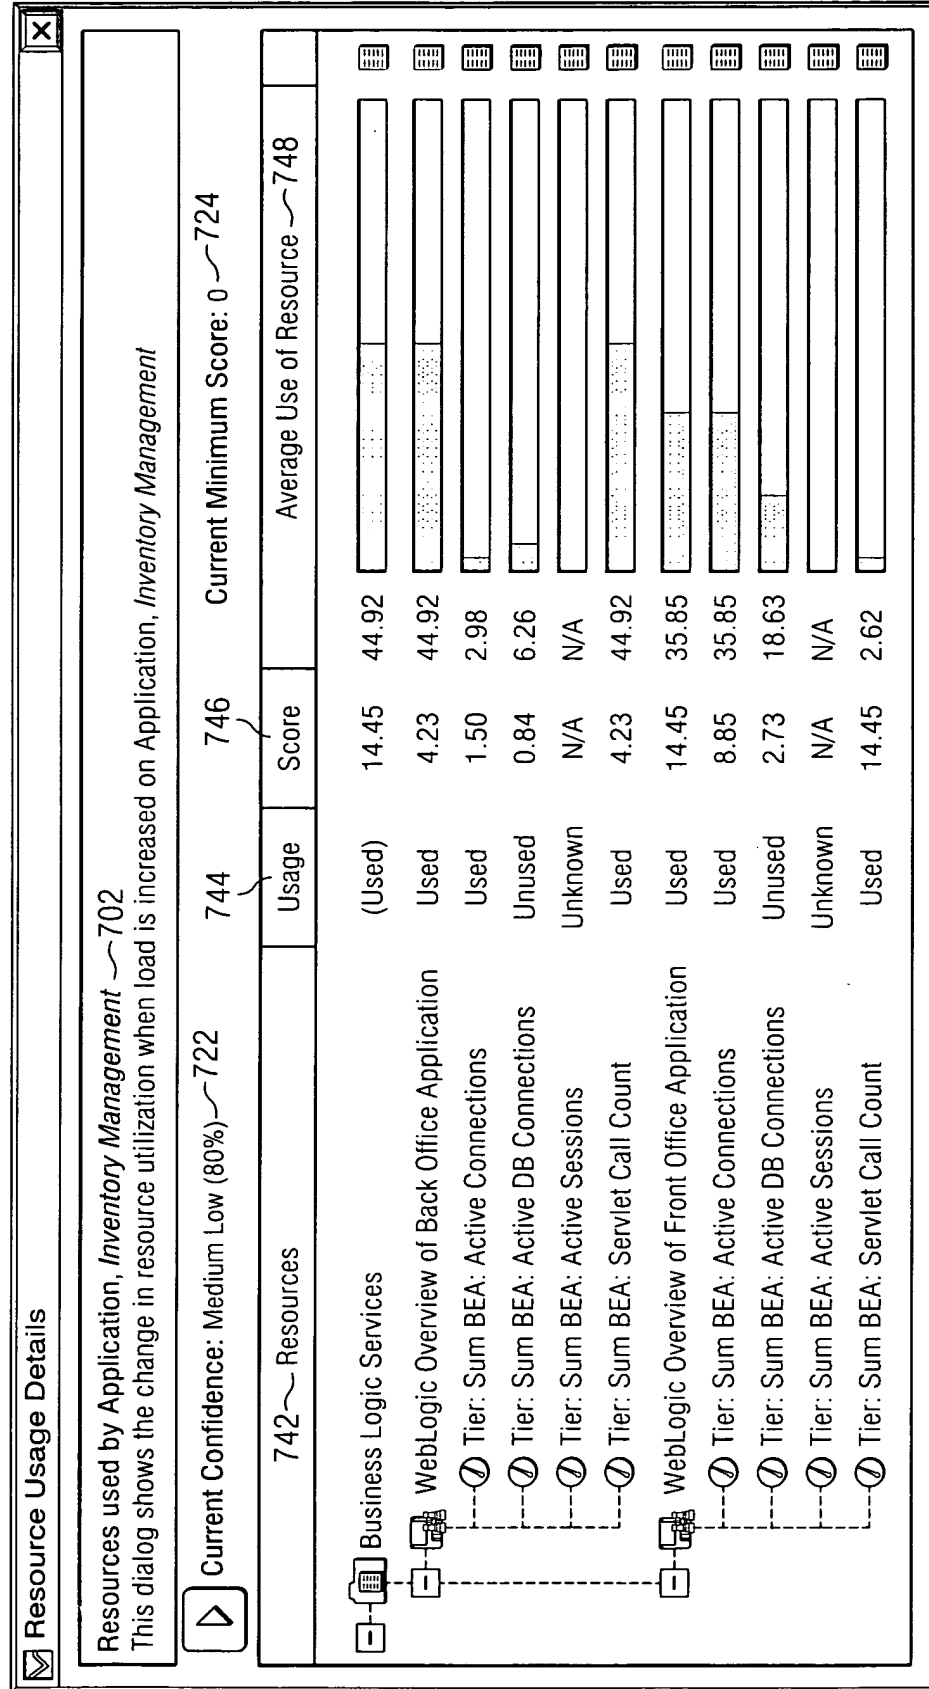 Resource Usage Details
Resources used by Application, Inventory Management 702
This dialog shows the change in resource utilization when load is increased on Application, Inventory Management
Current Confidence: Medium Low (80%) 722 Current Minimum Score: 0 724
744 746
742 Resources Usage Score Average Use of Resource 748
Business Logic Services (Used) 14.45 44.92
WebLogic Overview of Back Office Application Used 4.23 44.92
Tier: Sum BEA: Active Connections Used 1.50 2.98
Tier: Sum BEA: Active DB Connections Unused 0.84 6.26
Tier: Sum BEA: Active Sessions Unknown N/A N/A
Tier: Sum BEA: Servlet Call Count Used 4.23 44.92
WebLogic Overview of Front Office Application Used 14.45 35.85
Tier: Sum BEA: Active Connections Used 8.85 35.85
Tier: Sum BEA: Active DB Connections Unused 2.73 18.63
Tier: Sum BEA: Active Sessions Unknown N/A N/A
Tier: Sum BEA: Servlet Call Count Used 14.45 2.62